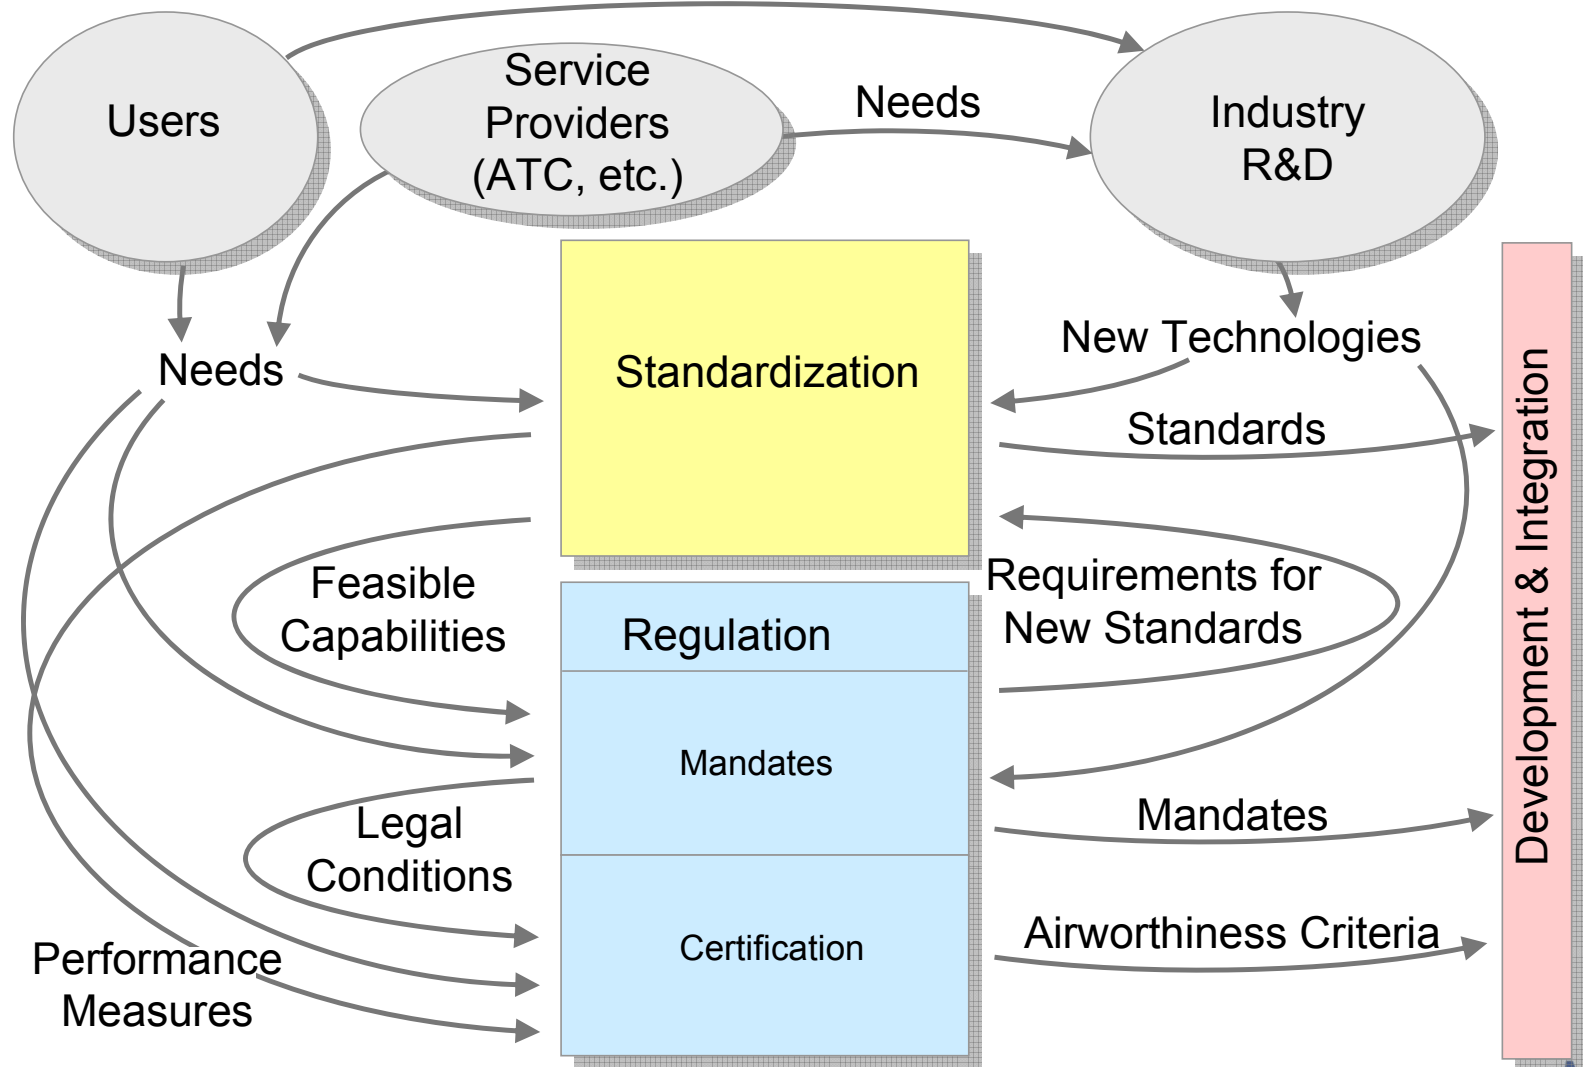 Users
Service
Providers
(ATC, etc.)
Needs
Industry
R&D
Needs
Standardization
New Technologies
Standards
Feasible
Capabilities
Requirements for
New Standards
Regulation
Mandates
Legal
Conditions
Mandates
Performance
Measures
Certification
Airworthiness Criteria
Development & Integration